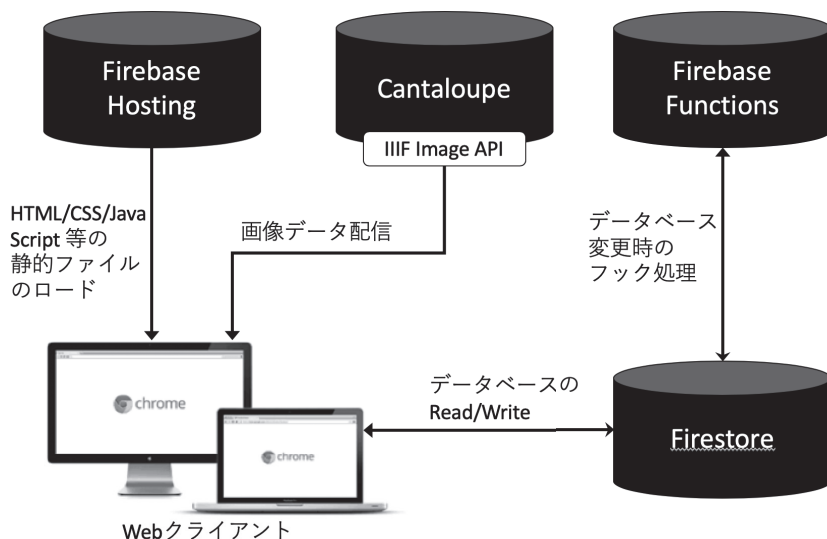 Firebase
Hosting
Cantaloupe
IIIF Image API
Firebase
Functions
HTML/CSS/Java
Script 等の
静的ファイル
のロード
画像データ配信
データベース
変更時の
フック処理
chrome
chrome
データベースの
Read/Write
Firestore
Webクライアント